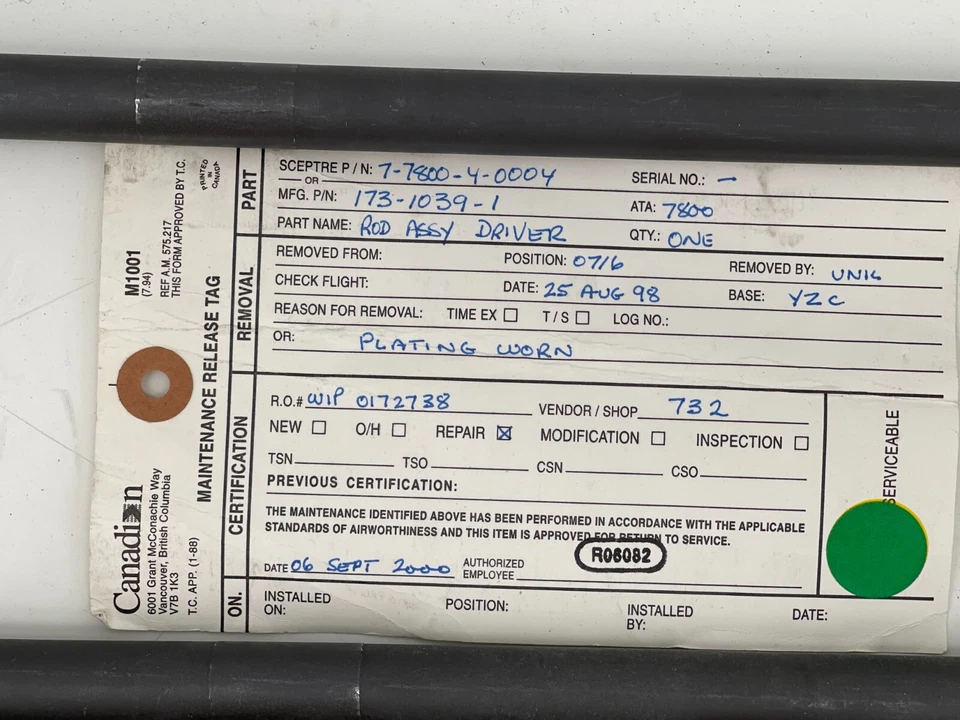 M1001
(7.94)
REF A.M. 575.217
THIS FORM APPROVED BY T.C.
PRINTED
IN
CANADA
MAINTENANCE RELEASE TAG
Canadian
6001 Grant McConachie Way
Vancouver, British Columbia
V7B 1K3
T.C. APP. (1-88)
PART
SCEPTRE P / N: 7-7800-4-0004 SERIAL NO.: -
OR
MFG. P/N: 173-1039-1 ATA: 7800
PART NAME: ROD ASSY DRIVER QTY.: ONE
REMOVAL
REMOVED FROM: POSITION: 07/6 REMOVED BY:
CHECK FLIGHT: DATE: 25 AUG 98 BASE: YZC
REASON FOR REMOVAL: TIME EX ☐ T / S ☐ LOG NO.:
OR: PLATING WORN
CERTIFICATION
R.O.# WIP 0172738 VENDOR / SHOP 732
NEW ☐ O/H ☐ REPAIR ☒ MODIFICATION ☐ INSPECTION ☐
TSN TSO CSN CSO
PREVIOUS CERTIFICATION:
THE MAINTENANCE IDENTIFIED ABOVE HAS BEEN PERFORMED IN ACCORDANCE WITH THE APPLICABLE
STANDARDS OF AIRWORTHINESS AND THIS ITEM IS APPROVED FOR RETURN TO SERVICE.
R06082
DATE 06 SEPT 2000 AUTHORIZED
EMPLOYEE
SERVICEABLE
ON.
INSTALLED
ON: POSITION: INSTALLED
BY: DATE: